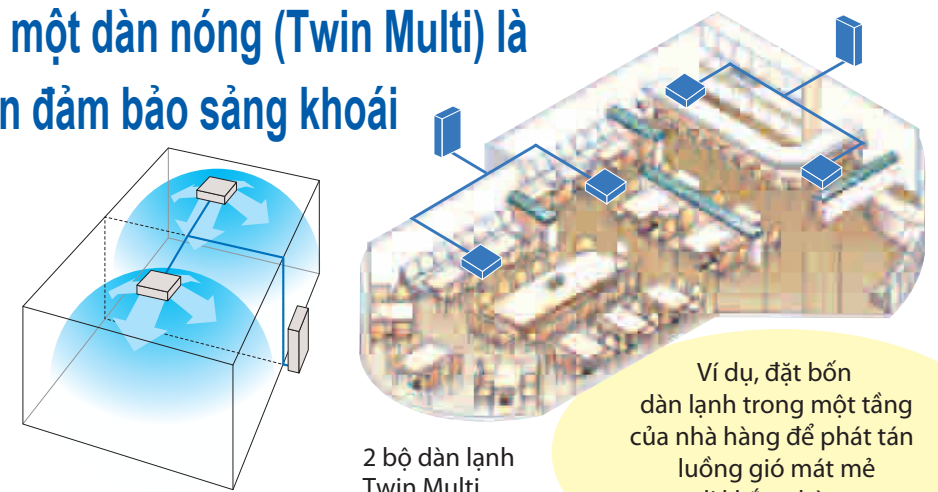 một dàn nóng (Twin Multi) là
đảm bảo sảng khoái
2 bộ dàn lạnh
Twin Multi
Ví dụ, đặt bốn
dàn lạnh trong một tầng
của nhà hàng để phát tán
luồng gió mát mẻ